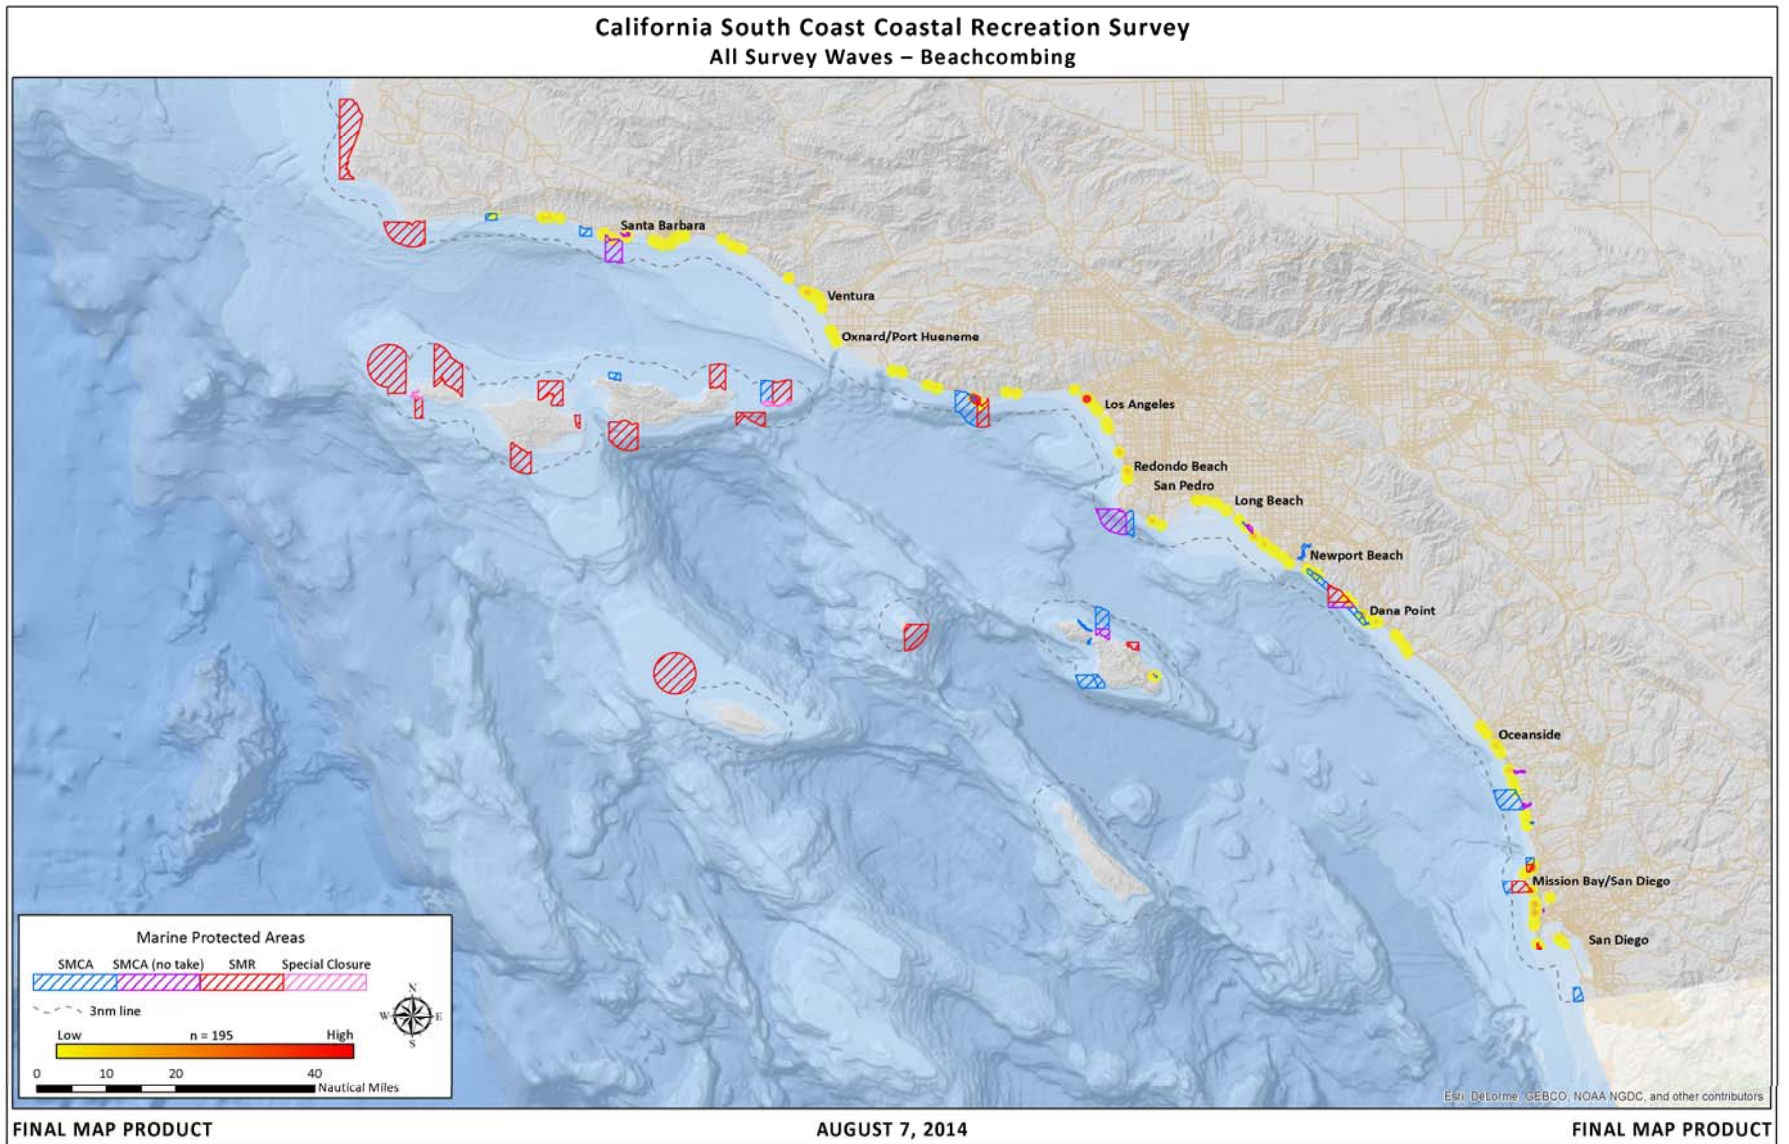 California South Coast Coastal Recreation Survey
All Survey Waves – Beachcombing
Santa Barbara
Ventura
Oxnard/Port Hueneme
Los Angeles
Redondo Beach
San Pedro
Long Beach
Newport Beach
Dana Point
Oceanside
Mission Bay/San Diego
San Diego
Marine Protected Areas
SMCA SMCA (no take) SMR Special Closure
3nm line
N
W E
S
Low n = 195 High
0 10 20 40
Nautical Miles
Esri, DeLorme, GEBCO, NOAA NGDC, and other contributors
FINAL MAP PRODUCT AUGUST 7, 2014 FINAL MAP PRODUCT